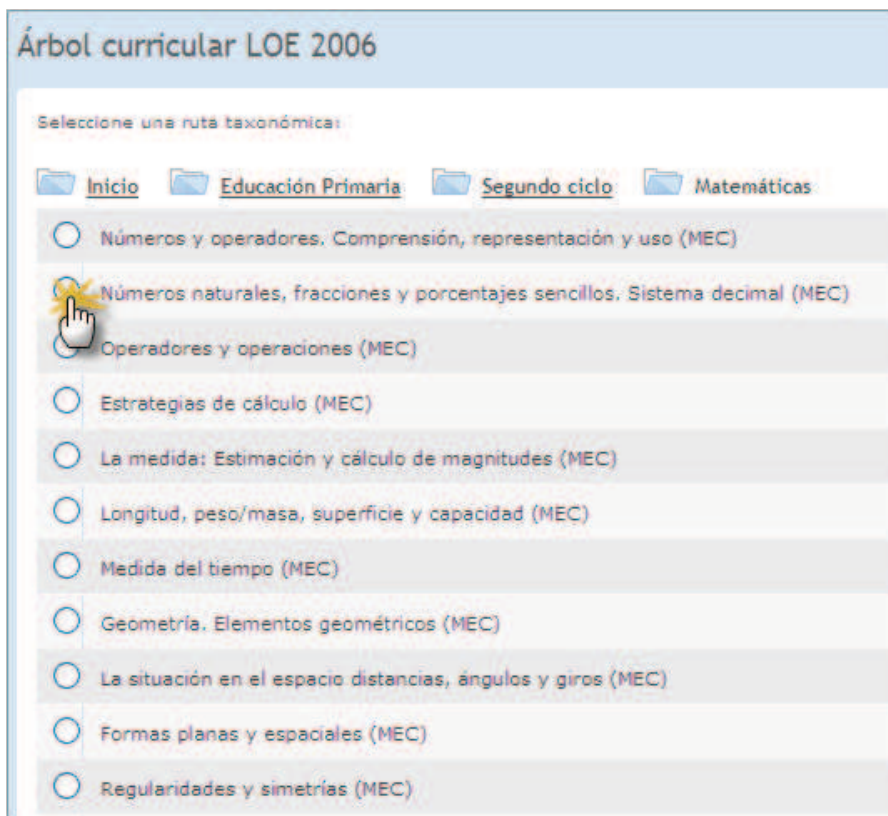 Árbol curricular LOE 2006
Seleccione una ruta taxonómica:
Inicio Educación Primaria Segundo ciclo Matemáticas
Números y operadores. Comprensión, representación y uso (MEC)
Números naturales, fracciones y porcentajes sencillos. Sistema decimal (MEC)
Operadores y operaciones (MEC)
Estrategias de cálculo (MEC)
La medida: Estimación y cálculo de magnitudes (MEC)
Longitud, peso/masa, superficie y capacidad (MEC)
Medida del tiempo (MEC)
Geometría. Elementos geométricos (MEC)
La situación en el espacio distancias, ángulos y giros (MEC)
Formas planas y espaciales (MEC)
Regularidades y simetrías (MEC)